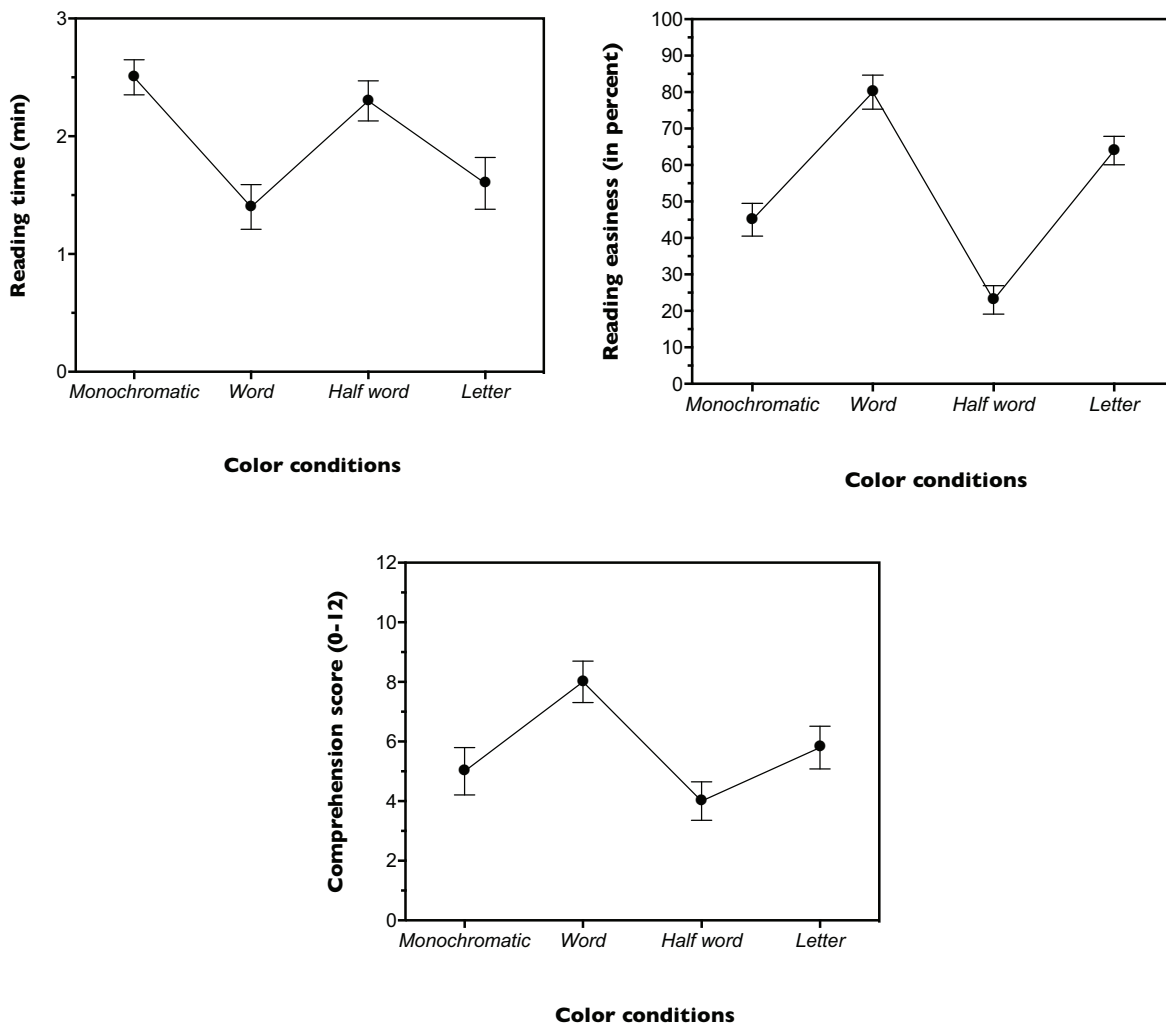 Reading time (min)
3
2
1
0
Monochromatic Word Half word Letter
Color conditions
Reading easiness (in percent)
100
90
80
70
60
50
40
30
20
10
0
Monochromatic Word Half word Letter
Color conditions
Comprehension score (0-12)
12
10
8
6
4
2
0
Monochromatic Word Half word Letter
Color conditions